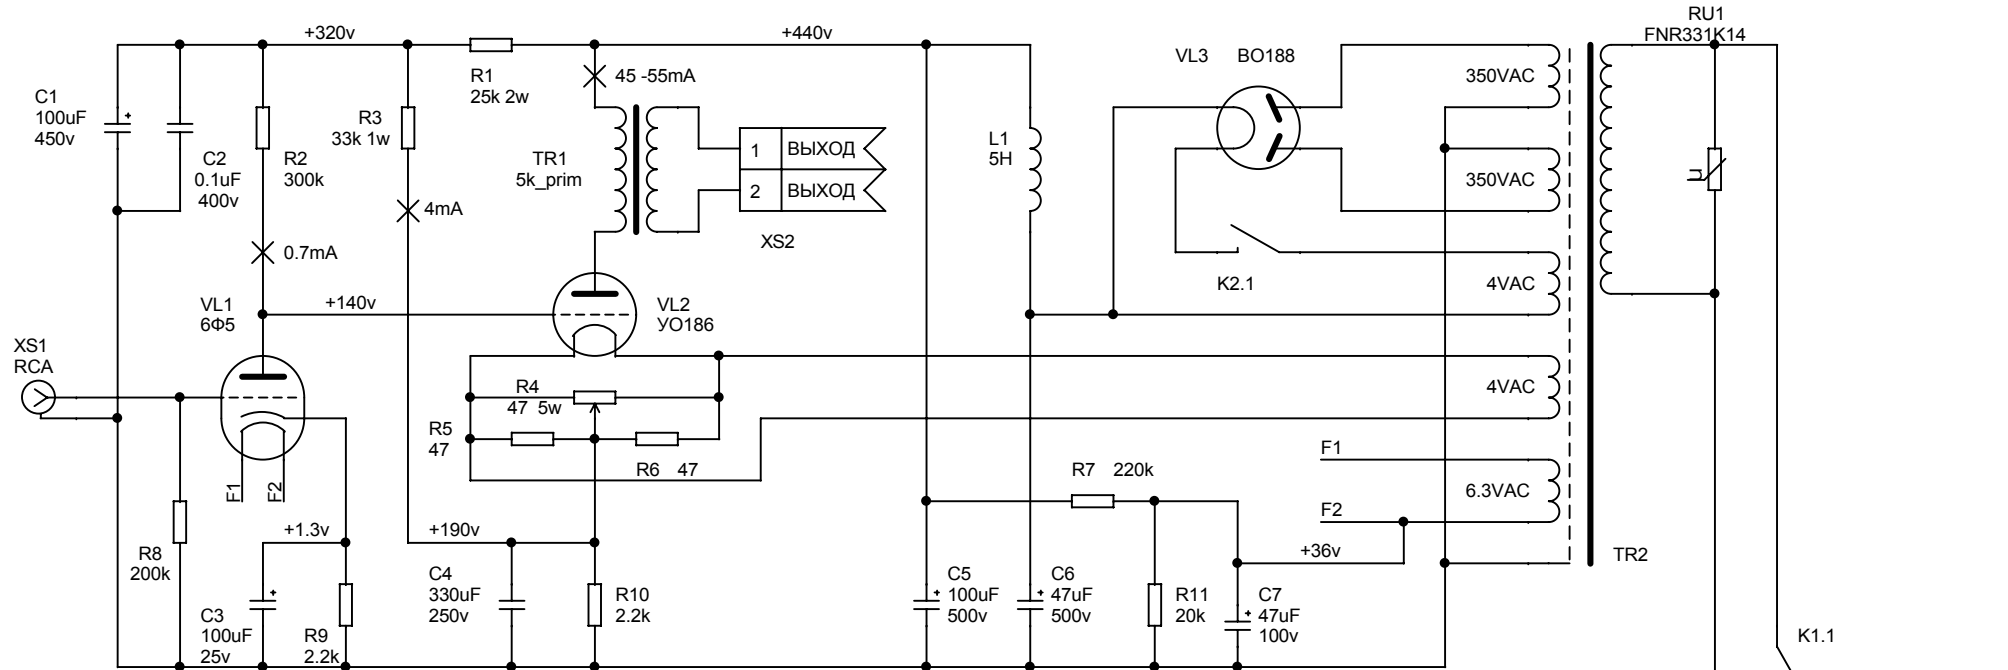 RU1
FNR331K14
+320v
+440v
VL3 BO188
45 -55mA
350VAC
R1
25k 2w
C1
100uF
450v
R3
33k 1w
L1
5H
TR1
5k_prim
1 ВЫХОД
2 ВЫХОД
XS2
C2
0.1uF
400v
R2
300k
350VAC
U
4mA
0.7mA
K2.1
4VAC
VL1
6Ф5
+140v
VL2
УО186
XS1
RCA
R4
47 5w
4VAC
R5
47
R6 47
F1
F2
R7 220k
F1
6.3VAC
F2
+1.3v
+190v
+36v
TR2
R8
200k
C4
330uF
250v
R10
2.2k
C5
100uF
500v
C6
47uF
500v
R11
20k
C7
47uF
100v
C3
100uF
25v
R9
2.2k
K1.1